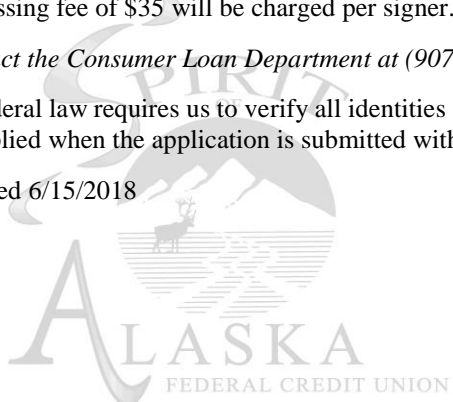 ssing fee of $35 will be charged per signer.
ct the Consumer Loan Department at (907
deral law requires us to verify all identities
plied when the application is submitted with
ed 6/15/2018
SPIRIT
OF
ALASKA
FEDERAL CREDIT UNION